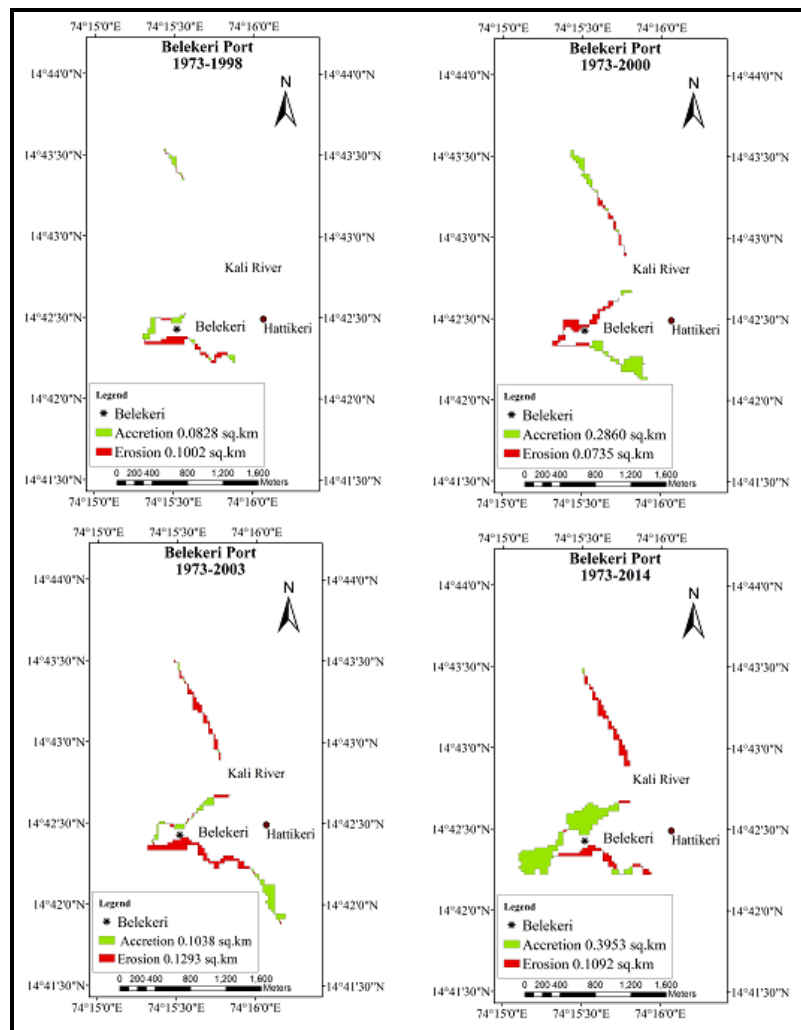 74°15'0"E 74°15'30"E 74°16'0"E
Belekeri Port
1973-1998
N
14°44'0"N 14°44'0"N
14°43'30"N 14°43'30"N
14°43'0"N 14°43'0"N
Kali River
14°42'30"N 14°42'30"N
Belekeri
Hattikeri
14°42'0"N 14°42'0"N
Legend
Belekeri
Accretion 0.0828 sq.km
Erosion 0.1002 sq.km
0 200 400 800 1,200 1,600
Meters
14°41'30"N 14°41'30"N
74°15'0"E 74°15'30"E 74°16'0"E
74°15'0"E 74°15'30"E 74°16'0"E
Belekeri Port
1973-2000
N
14°44'0"N 14°44'0"N
14°43'30"N 14°43'30"N
14°43'0"N 14°43'0"N
Kali River
14°42'30"N 14°42'30"N
Belekeri
Hattikeri
14°42'0"N 14°42'0"N
Legend
Belekeri
Accretion 0.2860 sq.km
Erosion 0.0735 sq.km
0 200 400 800 1,200 1,600
Meters
14°41'30"N 14°41'30"N
74°15'0"E 74°15'30"E 74°16'0"E
74°15'0"E 74°15'30"E 74°16'0"E
Belekeri Port
1973-2003
N
14°44'0"N 14°44'0"N
14°43'30"N 14°43'30"N
14°43'0"N 14°43'0"N
Kali River
14°42'30"N 14°42'30"N
Belekeri
Hattikeri
14°42'0"N 14°42'0"N
Legend
Belekeri
Accretion 0.1038 sq.km
Erosion 0.1293 sq.km
0 200 400 800 1,200 1,600
Meters
14°41'30"N 14°41'30"N
74°15'0"E 74°15'30"E 74°16'0"E
74°15'0"E 74°15'30"E 74°16'0"E
Belekeri Port
1973-2014
N
14°44'0"N 14°44'0"N
14°43'30"N 14°43'30"N
14°43'0"N 14°43'0"N
Kali River
14°42'30"N 14°42'30"N
Belekeri
Hattikeri
14°42'0"N 14°42'0"N
Legend
Belekeri
Accretion 0.3953 sq.km
Erosion 0.1092 sq.km
0 200 400 800 1,200 1,600
Meters
14°41'30"N 14°41'30"N
74°15'0"E 74°15'30"E 74°16'0"E